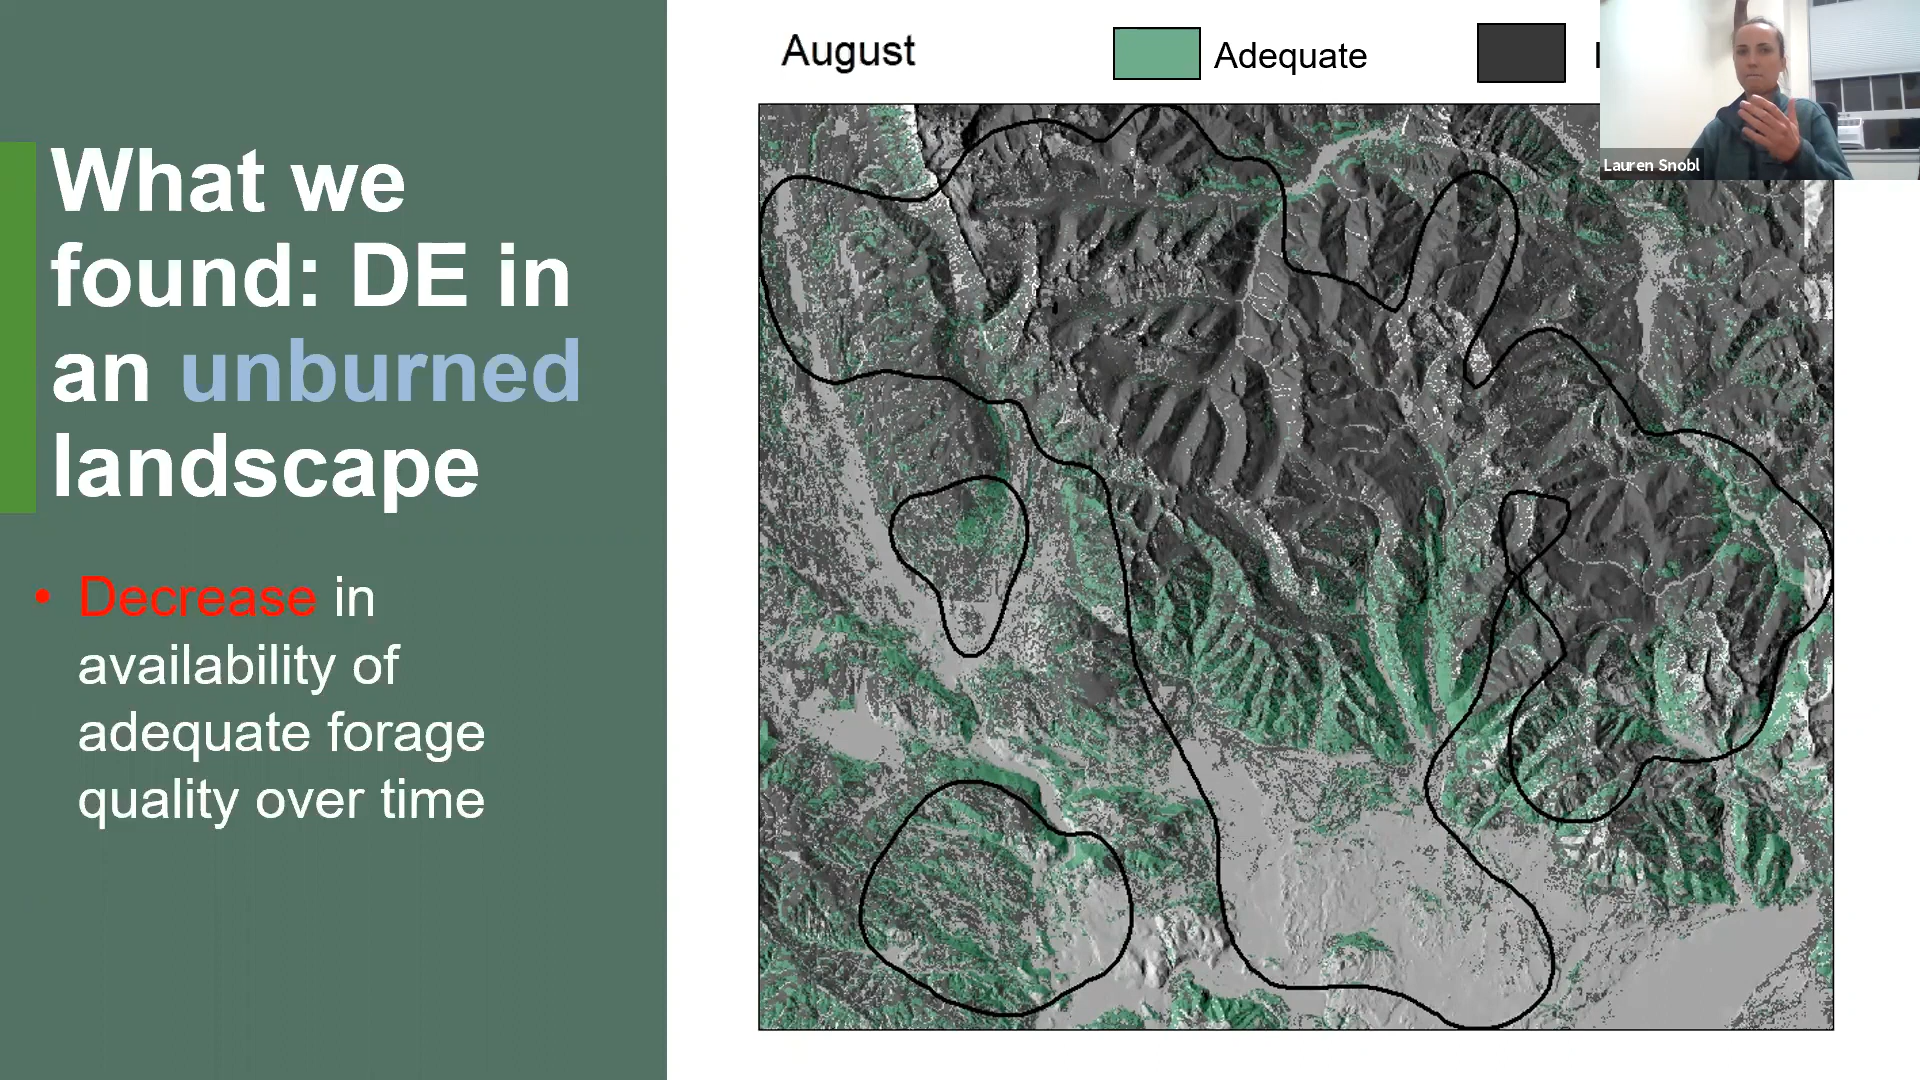 What we
found: DE in
an unburned
landscape
• Decrease in
availability of
adequate forage
quality over time
August
Adequate
Lauren Snobl